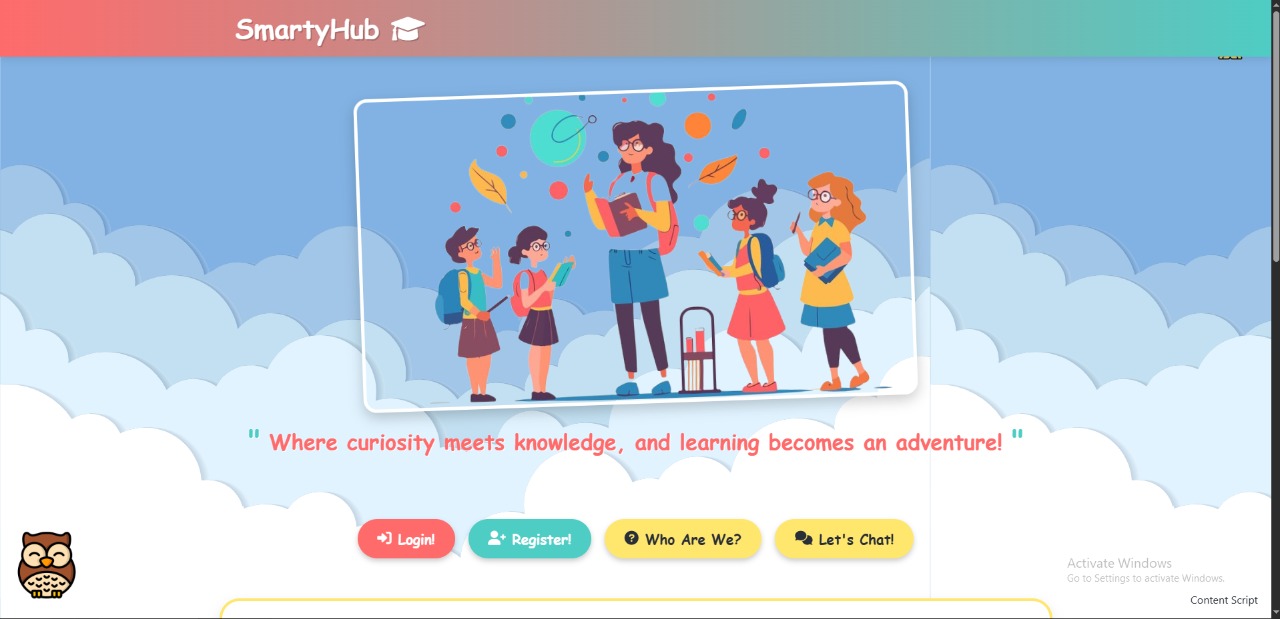 SmartyHub
" Where curiosity meets knowledge, and learning becomes an adventure! "
Login!
Register!
Who Are We?
Let's Chat!
Activate Windows
Go to Settings to activate Windows.
Content Script